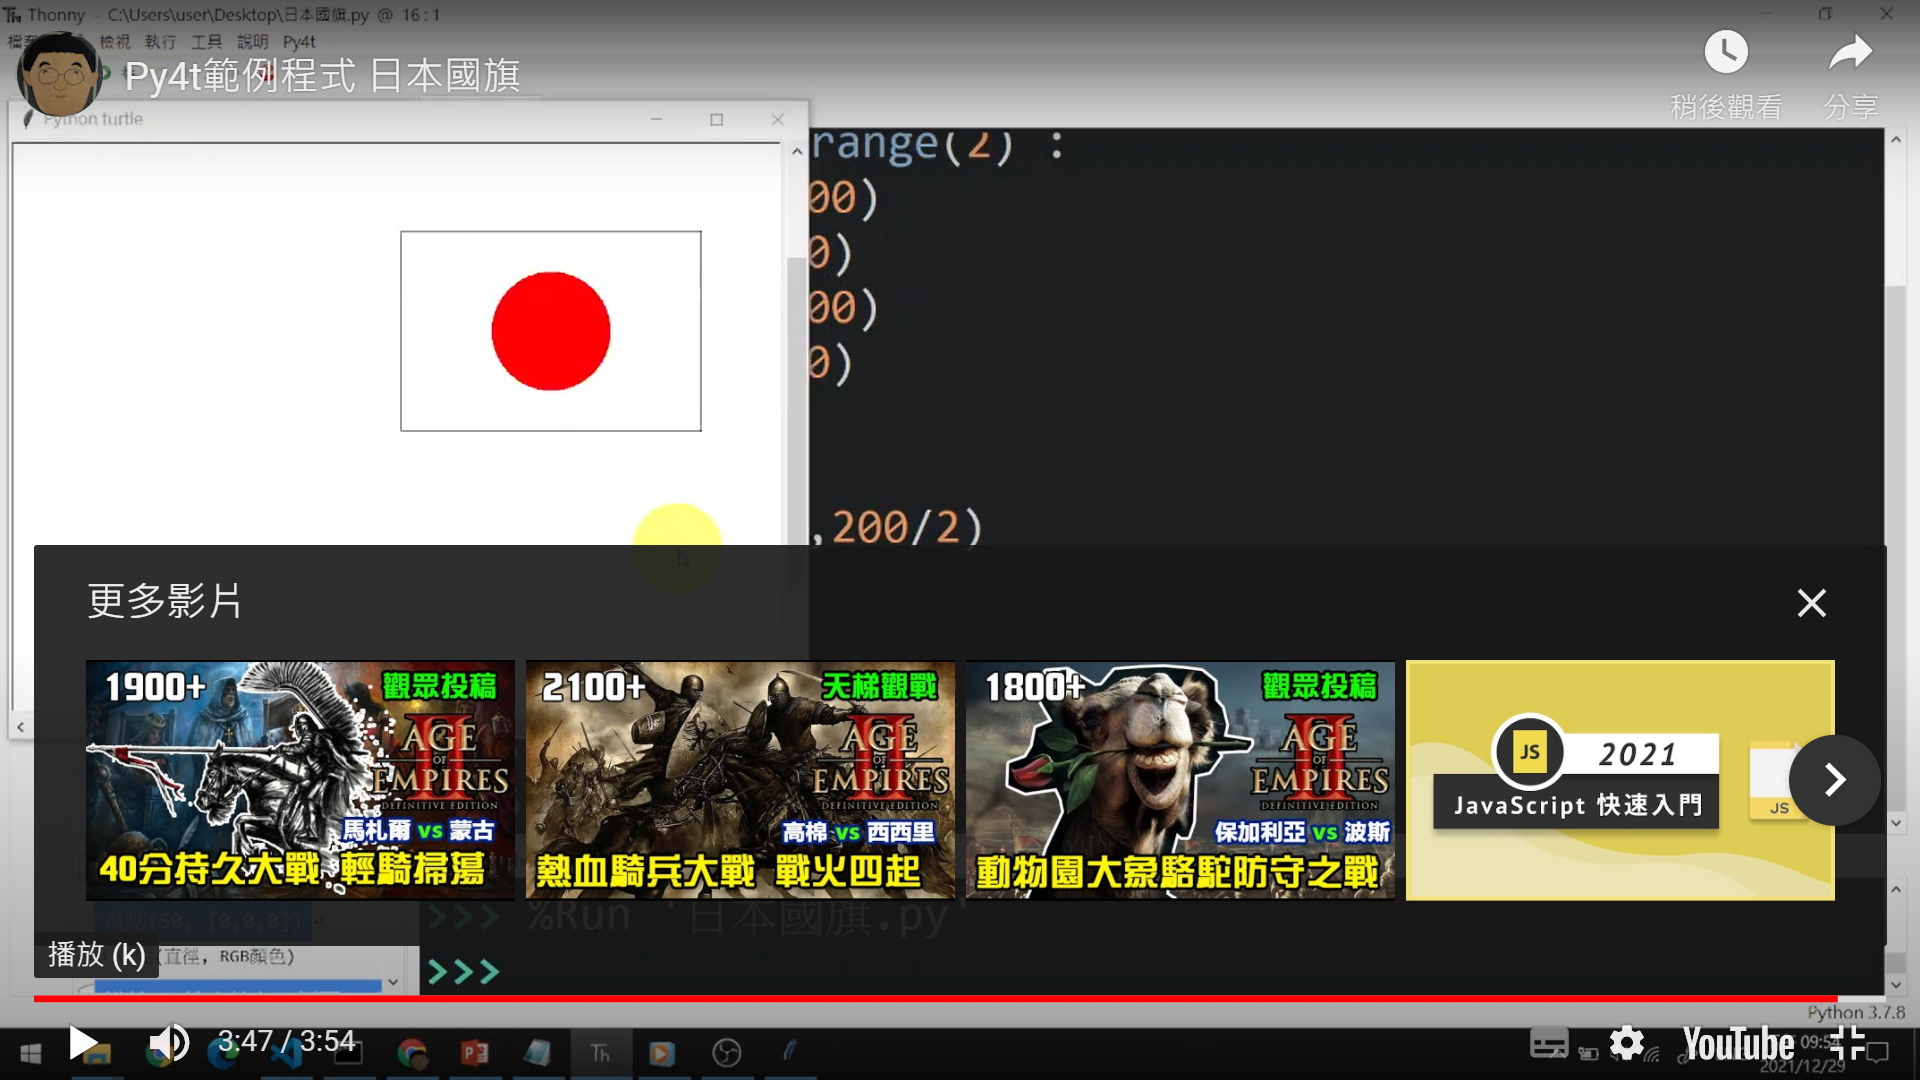 Thonny - C:\Users\user\Desktop\日本國旗.py @ 16:1
檢視 執行 工具 說明 Py4t
Py4t範例程式 日本國旗
稍後觀看
分享
Python turtle
range(2) :
00)
0)
00)
0)
,200/2)
更多影片
1900+
觀眾投稿
AGE OF EMPIRES II
DEFINITIVE EDITION
馬札爾 vs 蒙古
40分持久大戰 輕騎掃蕩
2100+
天梯觀戰
AGE OF EMPIRES II
DEFINITIVE EDITION
高棉 vs 西西里
熱血騎兵大戰 戰火四起
1800+
觀眾投稿
AGE OF EMPIRES II
DEFINITIVE EDITION
保加利亞 vs 波斯
動物園大象駱駝防守之戰
JS
2021
JavaScript 快速入門
JS
(50, [0,0,0])
>>> %Run '日本國旗.py'
播放 (k)
(直徑, RGB顏色)
>>>
Python 3.7.8
3:47 / 3:54
Th
YouTube
09:54
2021/12/29